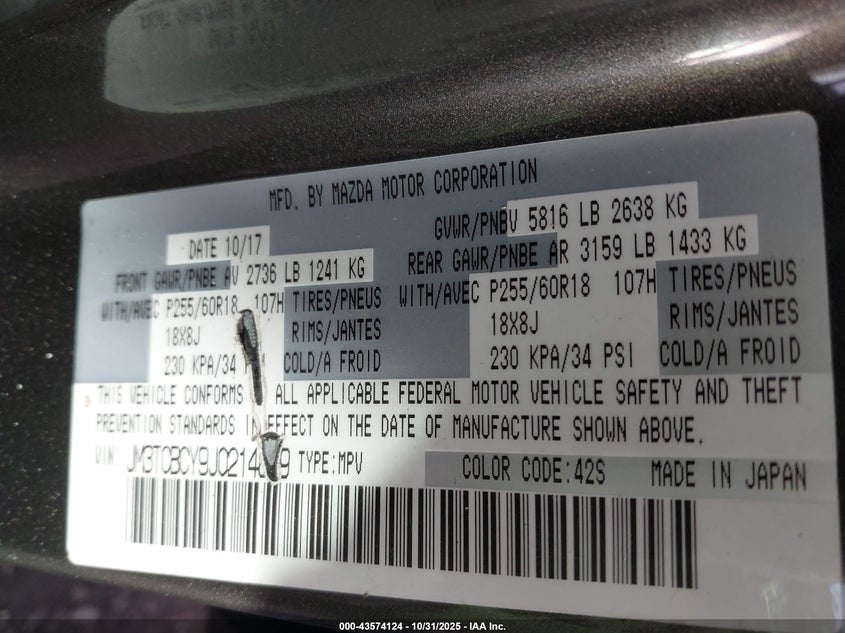 MFD. BY MAZDA MOTOR CORPORATION
DATE 10/17
GVWR/PNBV 5816 LB 2638 KG
FRONT GAWR/PNBE AV 2736 LB 1241 KG
REAR GAWR/PNBE AR 3159 LB 1433 KG
WITH/AVEC P255/60R18 107H TIRES/PNEUS
WITH/AVEC P255/60R18 107H TIRES/PNEUS
18X8J RIMS/JANTES
18X8J RIMS/JANTES
230 KPA/34 PSI COLD/A FROID
230 KPA/34 PSI COLD/A FROID
THIS VEHICLE CONFORMS ALL APPLICABLE FEDERAL MOTOR VEHICLE SAFETY AND THEFT
PREVENTION STANDARDS IN EFFECT ON THE DATE OF MANUFACTURE SHOWN ABOVE.
VIN: TYPE:MPV COLOR CODE:42S MADE IN JAPAN
000-43574124 - 10/31/2025 - IAA Inc.